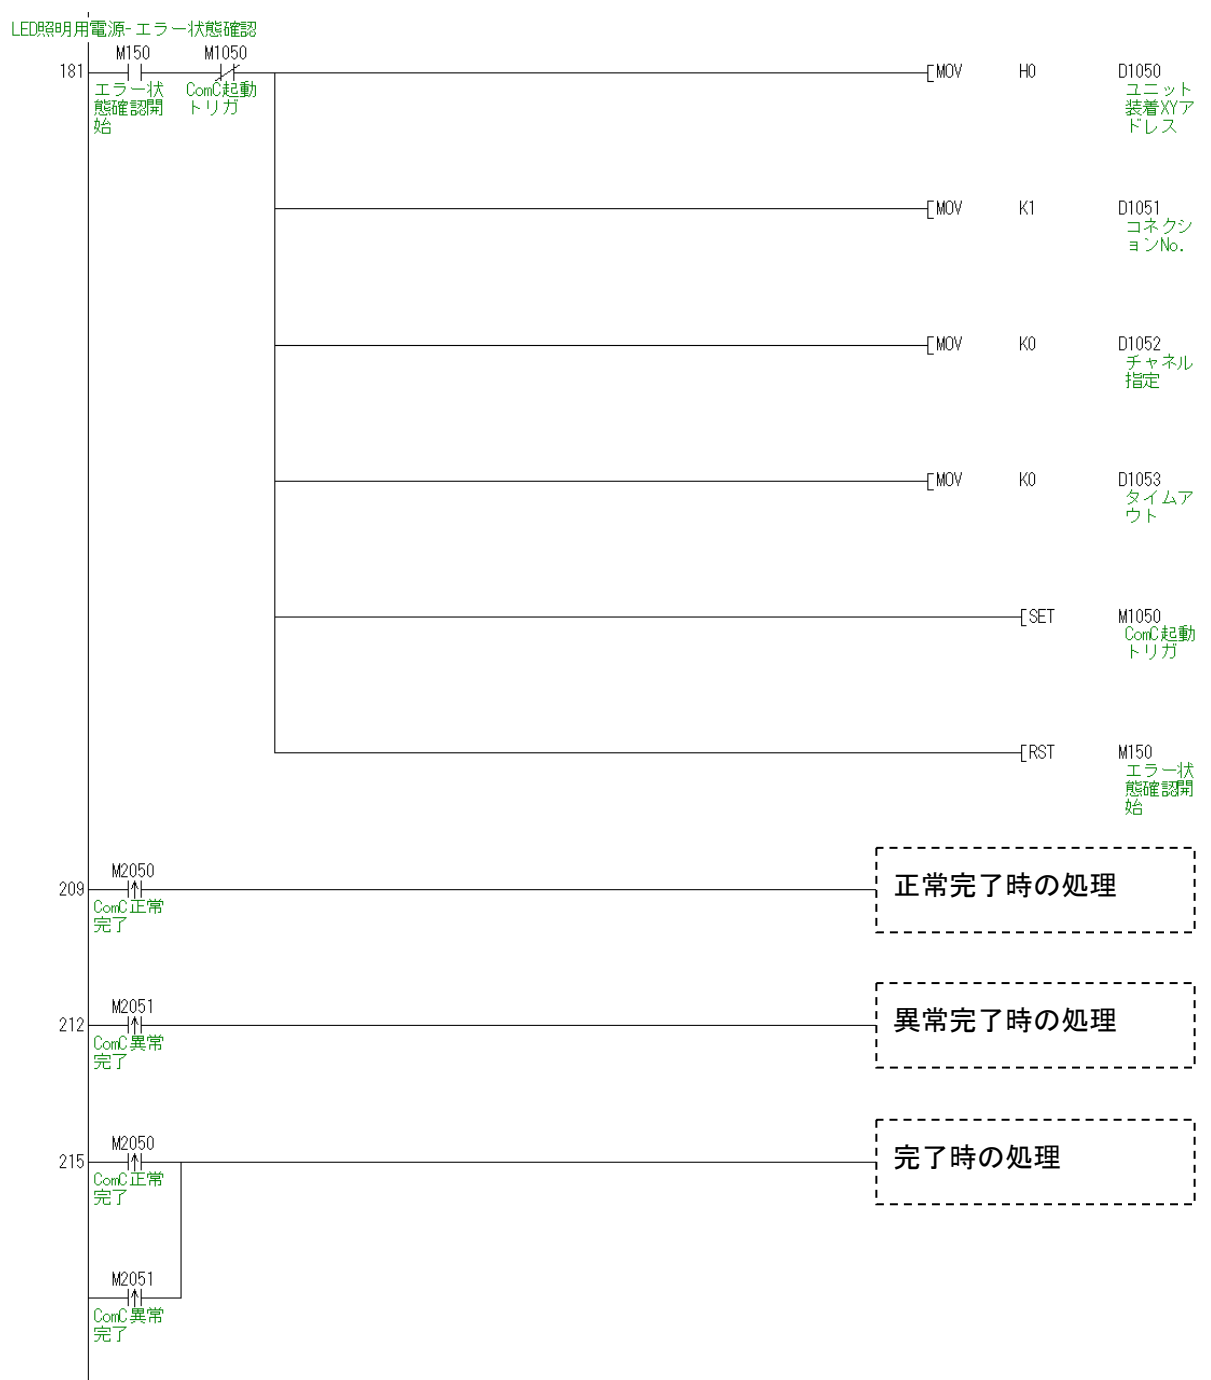 LED照明用電源-エラー状態確認
M150 M1050
181 [MOV H0 D1050
エラー状 ComC起動 ユニット
態確認開 トリガ 装着XYア
始 ドレス
[MOV K1 D1051
コネクシ
ョンNo.
[MOV K0 D1052
チャネル
指定
[MOV K0 D1053
タイムア
ウト
[SET M1050
ComC起動
トリガ
[RST M150
エラー状
態確認開
始
M2050
209 正常完了時の処理
ComC正常
完了
M2051
212 異常完了時の処理
ComC異常
完了
M2050
215 完了時の処理
ComC正常
完了
M2051
ComC異常
完了